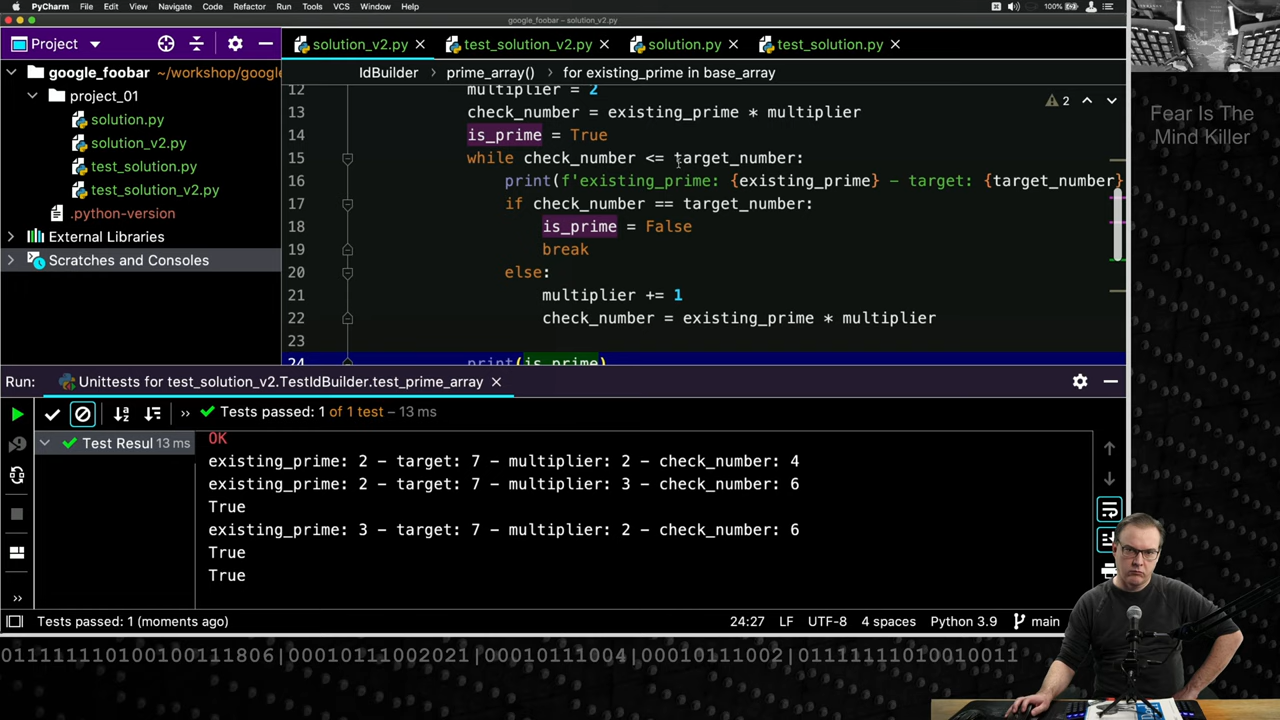 PyCharm File Edit View Navigate Code Refactor Run Tools VCS Window Help 100%
google_foobar – solution_v2.py
Project
solution_v2.py
test_solution_v2.py
solution.py
test_solution.py
IdBuilder
prime_array()
for existing_prime in base_array
google_foobar ~/workshop/google
project_01
solution.py
solution_v2.py
test_solution.py
test_solution_v2.py
.python-version
External Libraries
Scratches and Consoles
2
12 multiplier = 2
13 check_number = existing_prime * multiplier
14 is_prime = True
15 while check_number <= target_number:
16 print(f'existing_prime: {existing_prime} - target: {target_number}
17 if check_number == target_number:
18 is_prime = False
19 break
20 else:
21 multiplier += 1
22 check_number = existing_prime * multiplier
23
24 print(is_prime)
Fear Is The
Mind Killer
Run: Unittests for test_solution_v2.TestIdBuilder.test_prime_array
Tests passed: 1 of 1 test – 13 ms
Test Resul 13 ms
OK
existing_prime: 2 - target: 7 - multiplier: 2 - check_number: 4
existing_prime: 2 - target: 7 - multiplier: 3 - check_number: 6
True
existing_prime: 3 - target: 7 - multiplier: 2 - check_number: 6
True
True
Tests passed: 1 (moments ago)
24:27 LF UTF-8 4 spaces Python 3.9 main